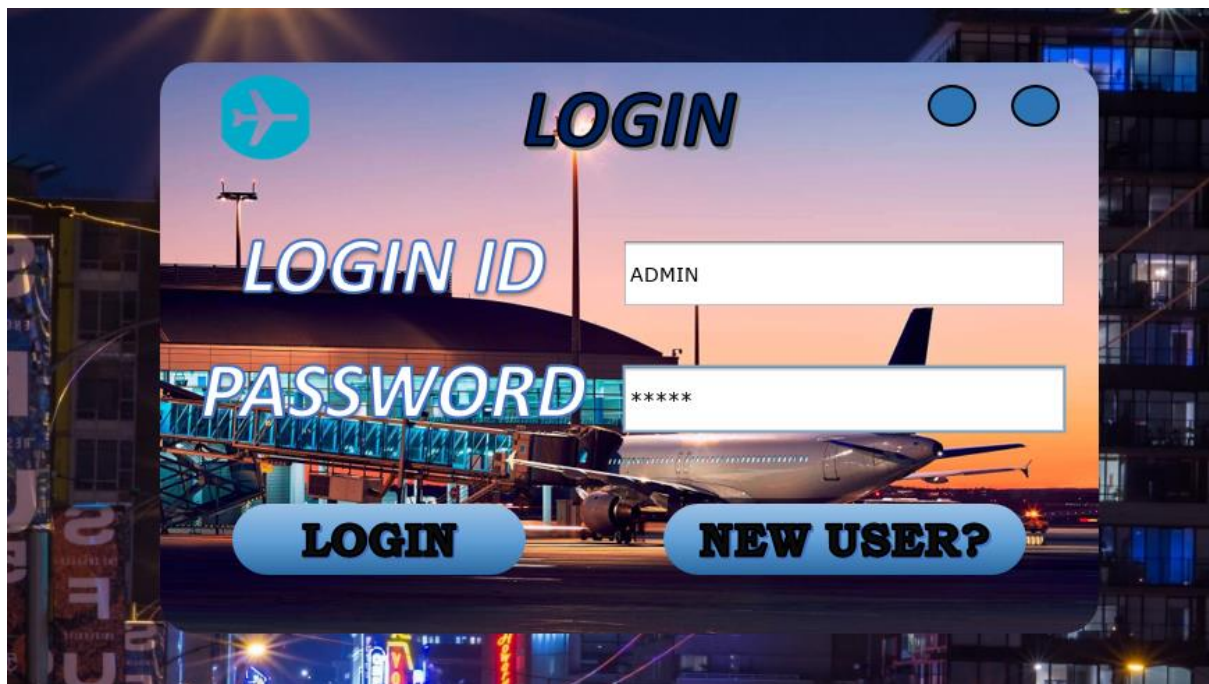 LOGIN
LOGIN ID
ADMIN
PASSWORD
*****
LOGIN
NEW USER?